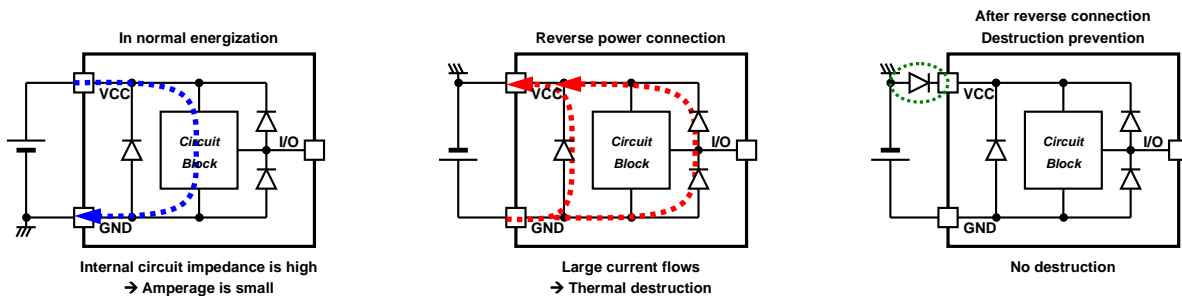 In normal energization
VCC
Circuit
Block
I/O
GND
Internal circuit impedance is high
→ Amperage is small
Reverse power connection
VCC
Circuit
Block
I/O
GND
Large current flows
→ Thermal destruction
After reverse connection
Destruction prevention
VCC
Circuit
Block
I/O
GND
No destruction